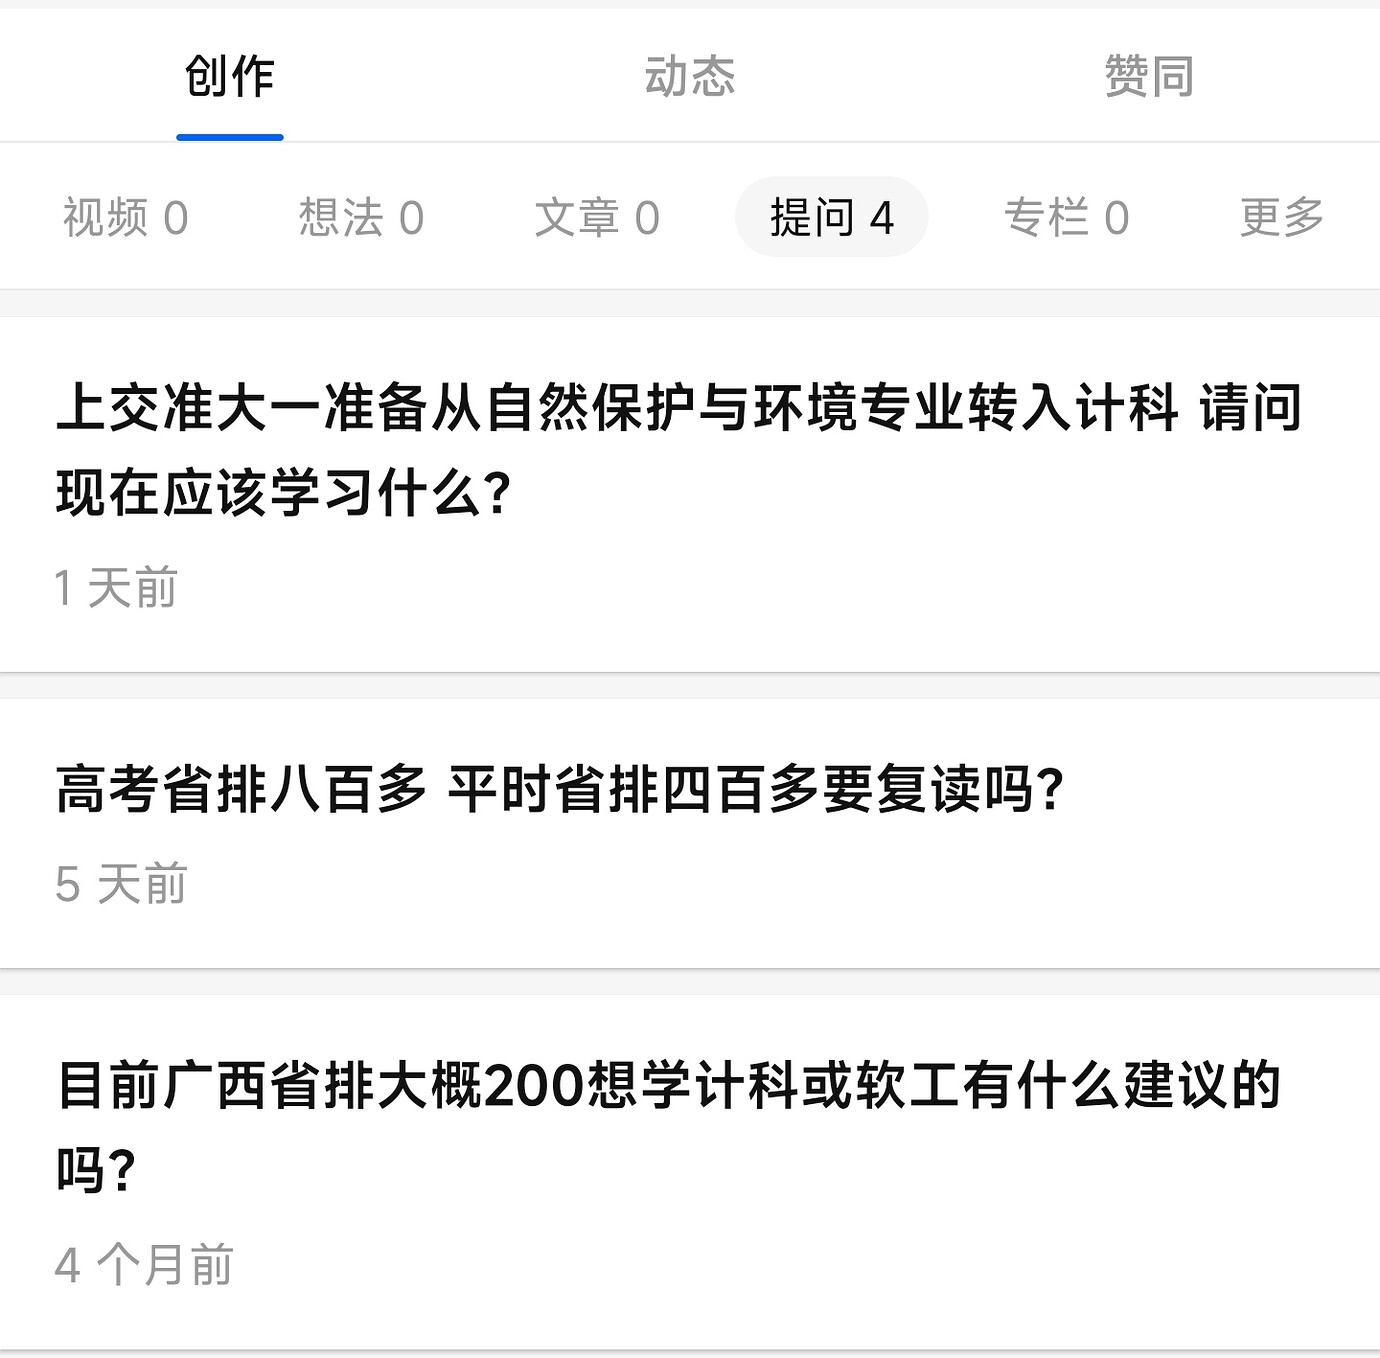 创作 动态 赞同
视频 0 想法 0 文章 0 提问 4 专栏 0 更多
上交准大一准备从自然保护与环境专业转入计科 请问
现在应该学习什么?
1 天前
高考省排八百多 平时省排四百多要复读吗?
5 天前
目前广西省排大概200想学计科或软工有什么建议的
吗?
4 个月前